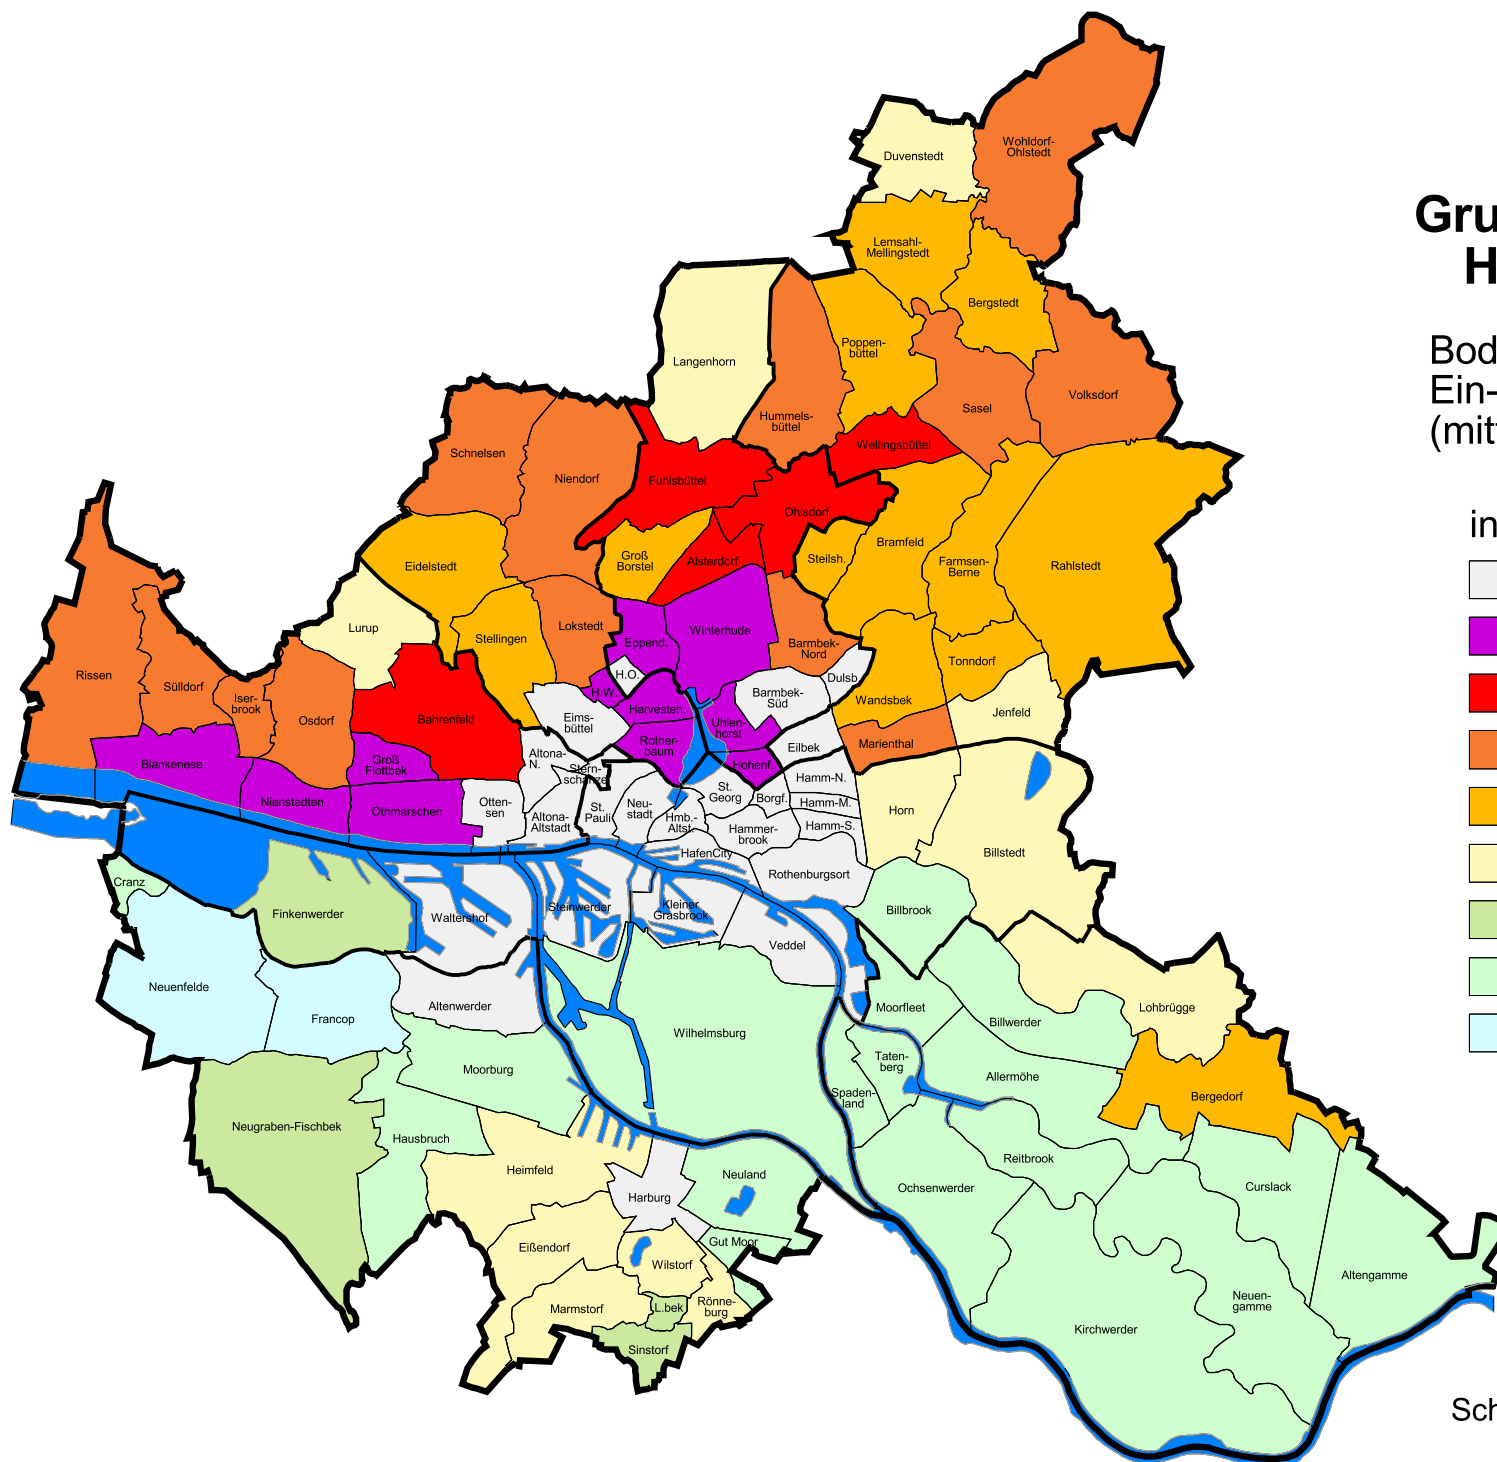 Wohldorf-
Ohlstedt
Duvenstedt
Lemsahl-
Mellingstedt
Bergstedt
Poppen-
büttel
Langenhorn
Hummels-
büttel
Sasel
Volksdorf
Wellingsbüttel
Schnelsen
Niendorf
Fuhlsbüttel
Ohlsdorf
Groß
Borstel
Alsterdorf
Steilsh.
Bramfeld
Farmsen-
Berne
Rahlstedt
Eidelstedt
Lurup
Stellingen
Lokstedt
Eppend.
Winterhude
Barmbek-
Nord
Tonndorf
Rissen
Sülldorf
Iser-
brook
Osdorf
Bahrenfeld
H.O.
H.W.
Harvesteh.
Barmbek-
Süd
Dulsb.
Wandsbek
Jenfeld
Marienthal
Eims-
büttel
Rother-
baum
Uhlen-
horst
Eilbek
Hohenf.
Blankenese
Groß
Flottbek
Nienstedten
Othmarschen
Otten-
sen
Altona-
N.
Stern-
schanze
Altona-
Altstadt
St.
Pauli
Neu-
stadt
Hmb.-
Altst.
St.
Georg
Borgf.
Hamm-N.
Hamm-M.
Hamm-S.
Hammer-
brook
HafenCity
Horn
Billstedt
Rothenburgsort
Billbrook
Cranz
Finkenwerder
Waltershof
Steinwerder
Kleiner
Grasbrook
Veddel
Neuenfelde
Francop
Altenwerder
Wilhelmsburg
Moorfleet
Billwerder
Lohbrügge
Moorburg
Taten-
berg
Spaden-
land
Allermöhe
Bergedorf
Neugraben-Fischbek
Hausbruch
Heimfeld
Harburg
Neuland
Gut Moor
Ochsenwerder
Reitbrook
Curslack
Eißendorf
Wilstorf
Marmstorf
L.bek
Rönne-
burg
Sinstorf
Kirchwerder
Neuen-
gamme
Altengamme
Gru
H
Bod
Ein-
(mit
in
Sch